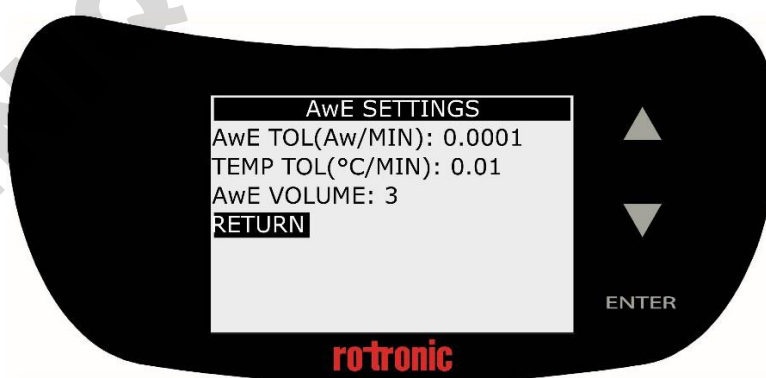 AwE SETTINGS
AwE TOL(Aw/MIN): 0.0001
TEMP TOL(°C/MIN): 0.01
AwE VOLUME: 3
RETURN
ENTER
rotronic